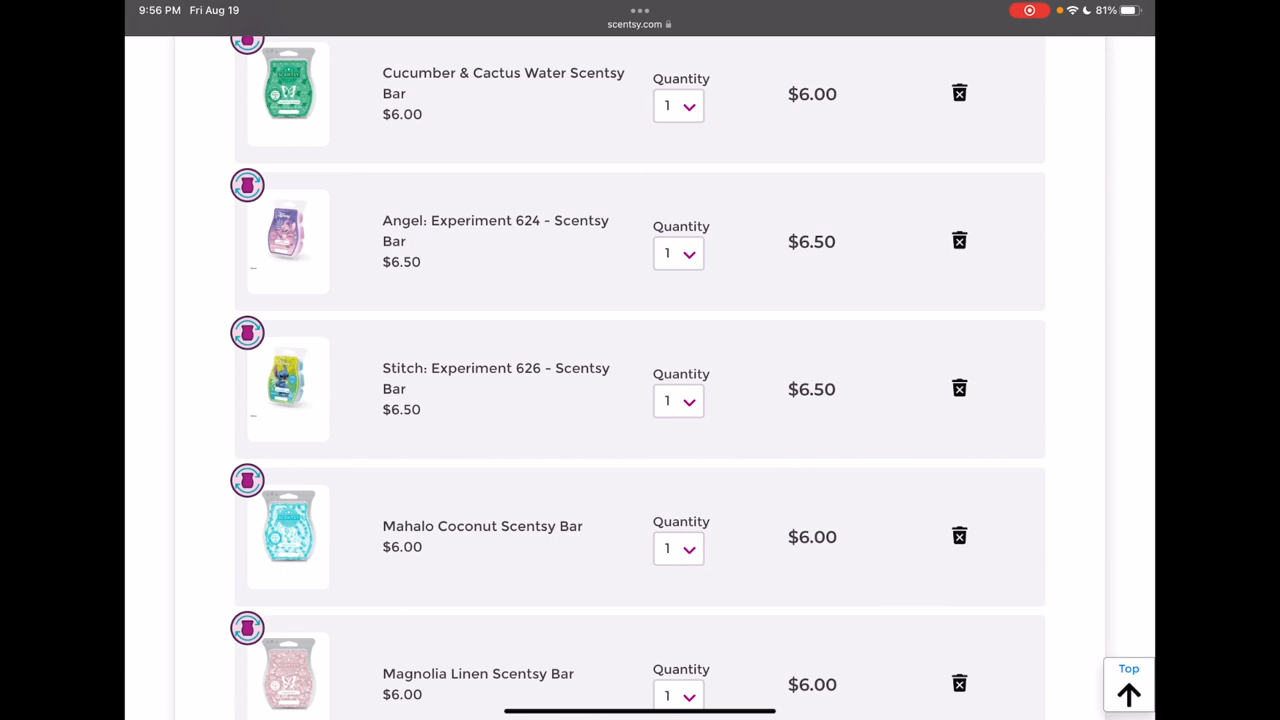 9:56 PM Fri Aug 19
81%
scentsy.com
Cucumber & Cactus Water Scentsy
Bar
$6.00
Quantity
1
$6.00
Angel: Experiment 624 - Scentsy
Bar
$6.50
Quantity
1
$6.50
Stitch: Experiment 626 - Scentsy
Bar
$6.50
Quantity
1
$6.50
Mahalo Coconut Scentsy Bar
$6.00
Quantity
1
$6.00
Magnolia Linen Scentsy Bar
$6.00
Quantity
1
$6.00
Top